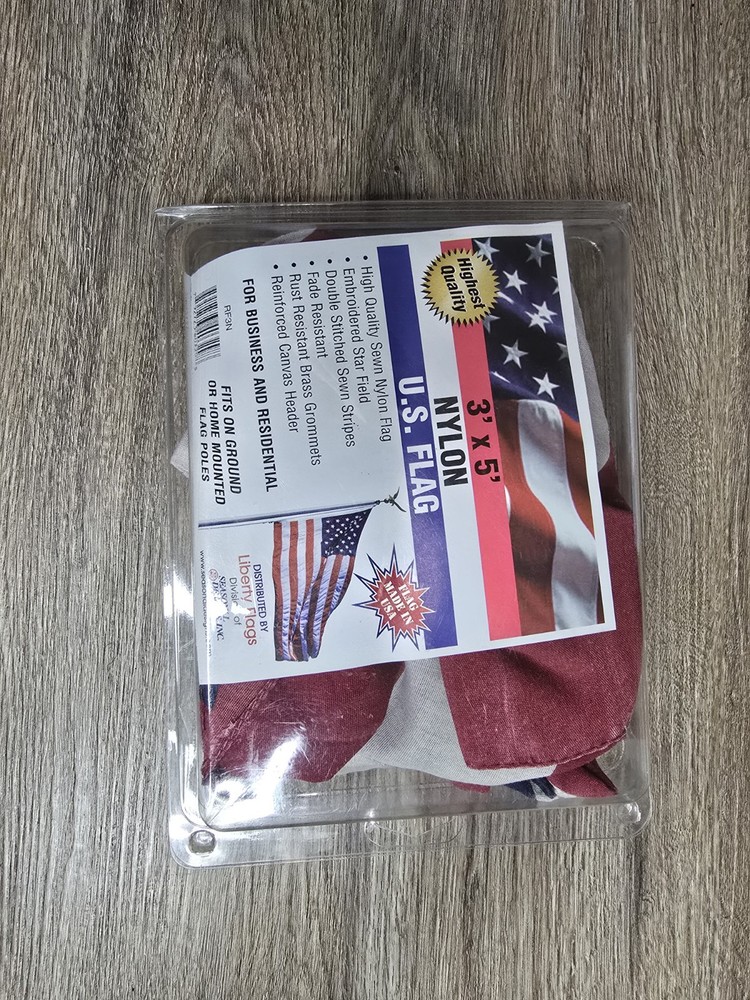 Highest
Quality
3' x 5'
NYLON
U.S. FLAG
• High Quality Sewn Nylon Flag
• Embroidered Star Field
• Double Stitched Sewn Stripes
• Fade Resistant
• Rust Resistant Brass Grommets
• Reinforced Canvas Header
FOR BUSINESS AND RESIDENTIAL
RF3N
FITS ON GROUND
OR HOME MOUNTED
FLAG POLES
FLAG
MADE IN
USA
DISTRIBUTED BY
Liberty Flags
Division of
INC.